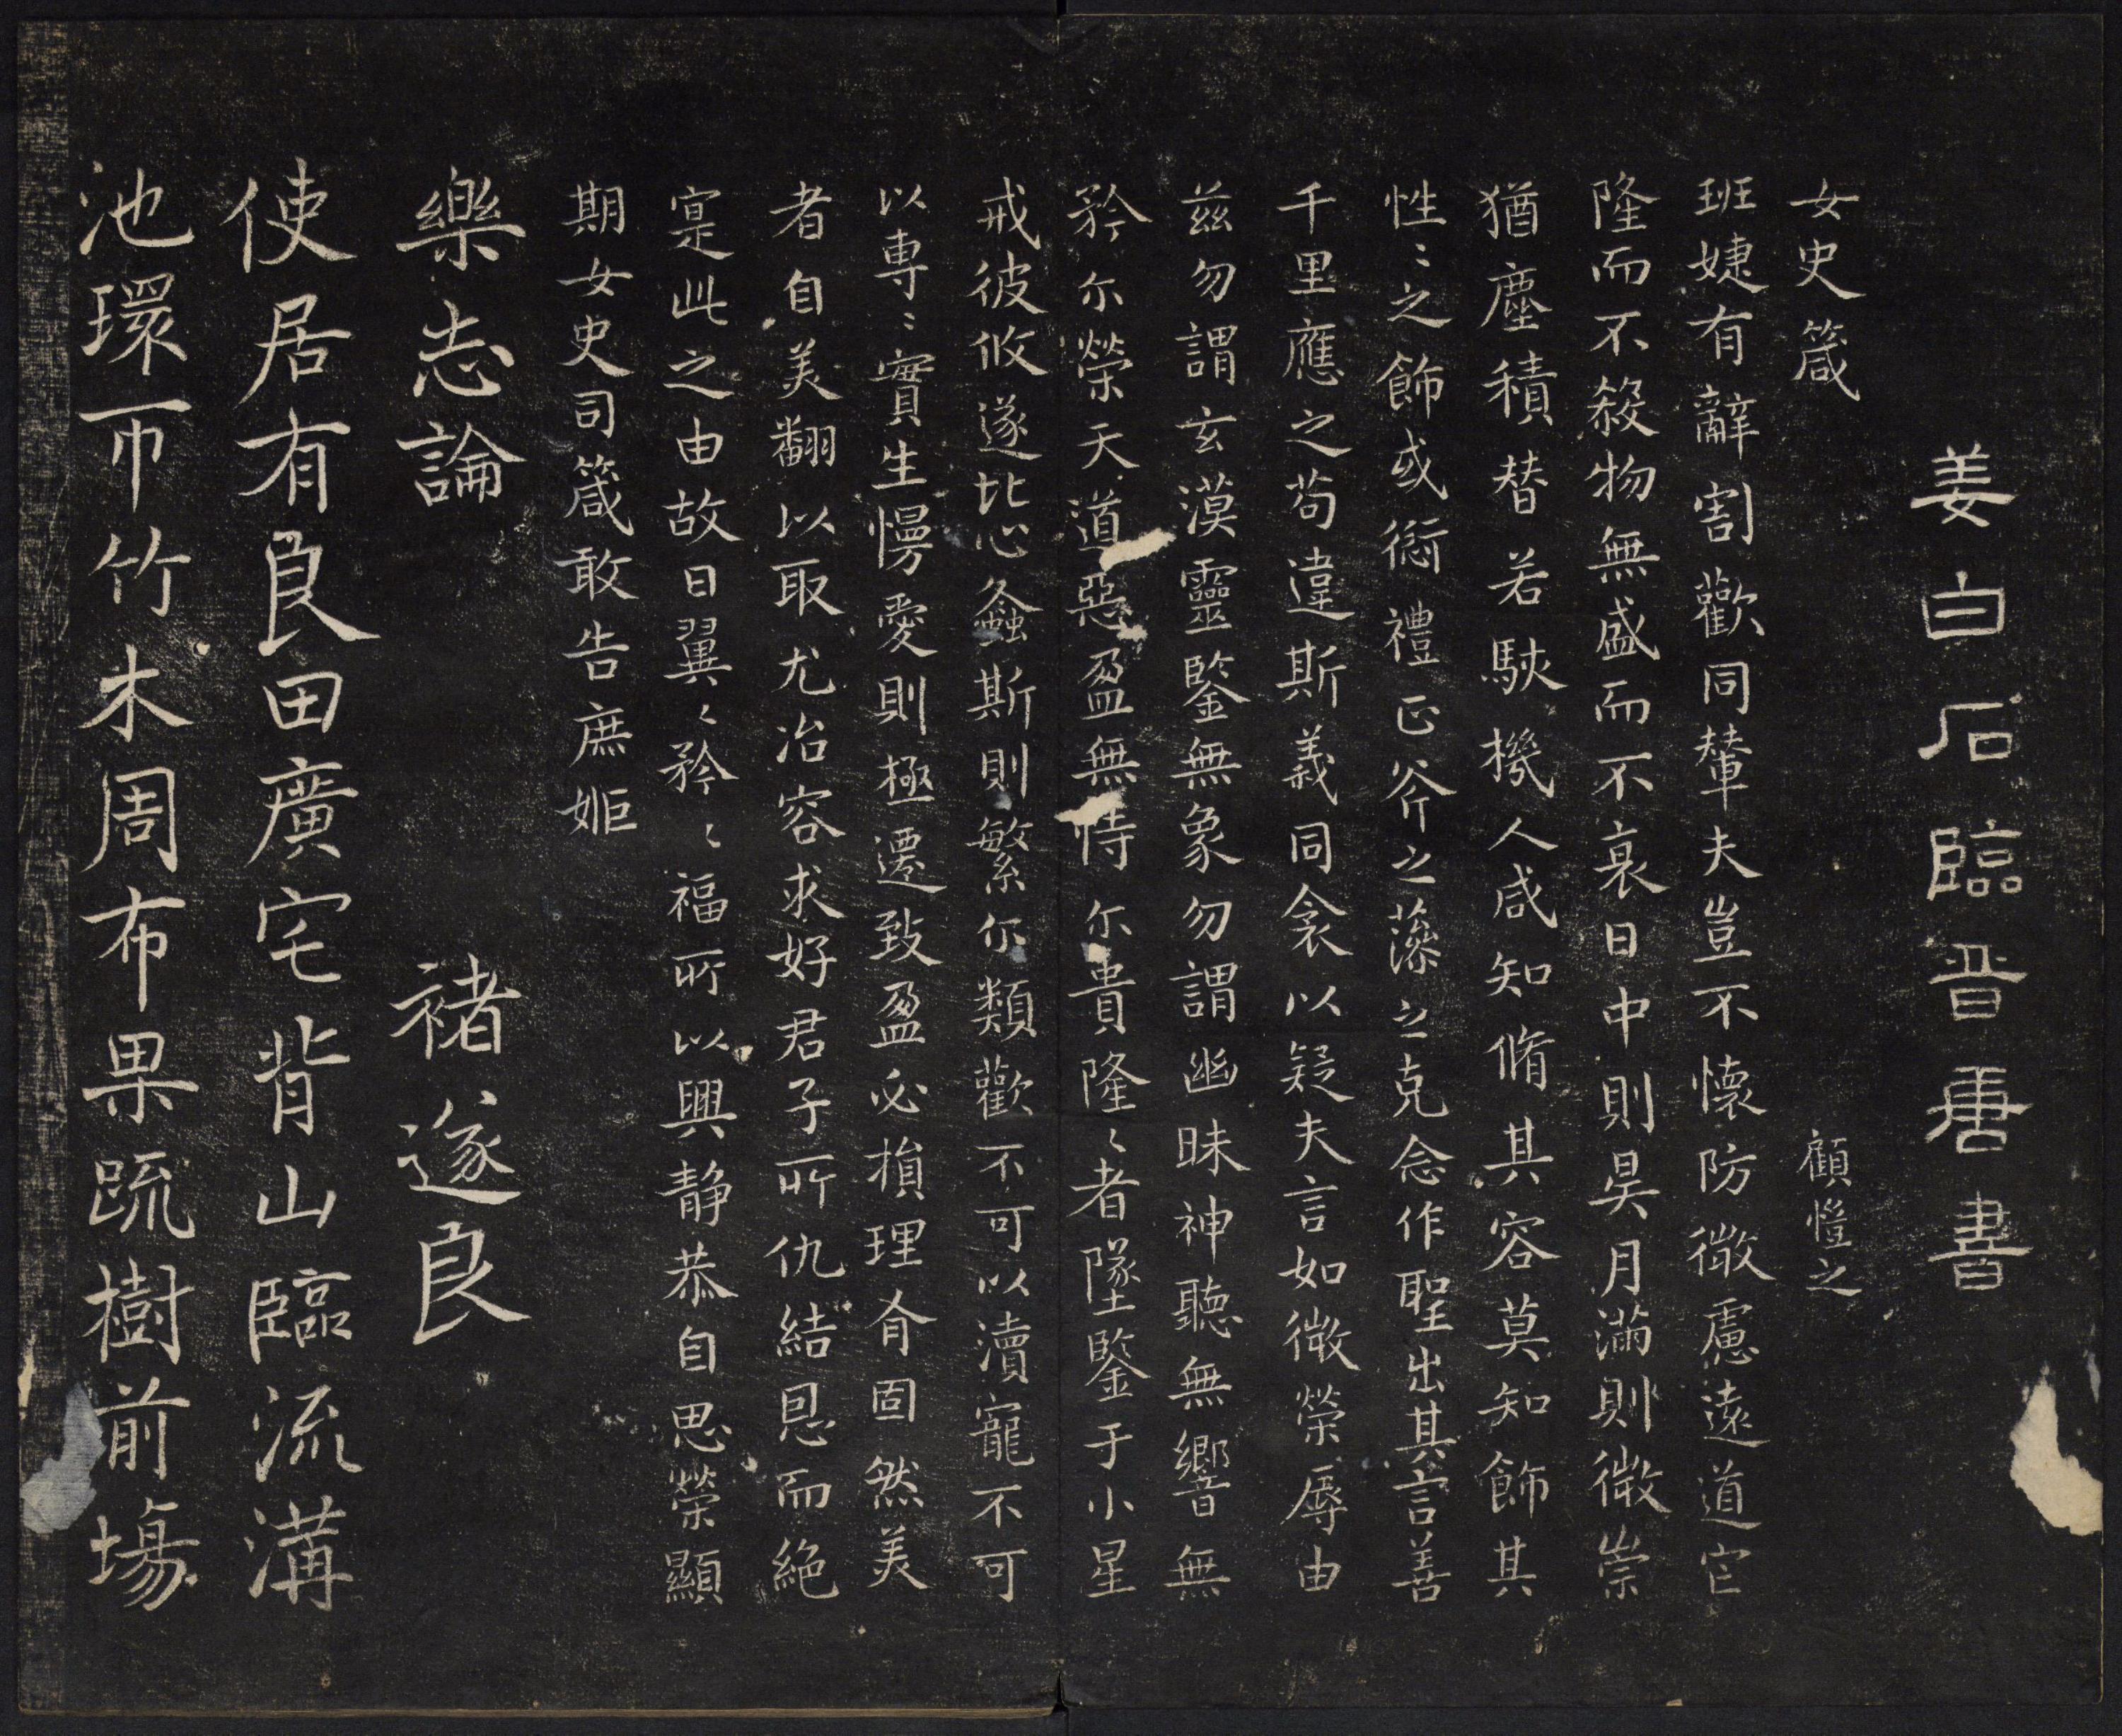 姜白石臨晉唐書
女史箴 顧愷之
班婕有辭割歡同輦夫豈不懷防微慮遠道罔
隆而不殺物無盛而不衰日中則昃月滿則微崇
猶塵積替若駭機人咸知脩其容莫知飾其
性〻之飾或愆禮正斧之藻之克念作聖出其言善
千里應之苟違斯義同衾以疑夫言如微榮辱由
茲勿謂玄漠靈鑒無象勿謂幽昧神聽無響無
矜尔榮天道惡盈無恃尔貴隆〻者墜鑒于小星
戒彼攸遂比心螽斯則繁尔類歡不可以瀆寵不可
以專〻實生慢愛則極遷致盈必損理有固然美
者自美翻以取尤冶容求好君子所仇結恩而絕
寔此之由故曰翼〻矜〻福所以興靜恭自思榮顯
期女史司箴敢告庶姬
樂志論 褚遂良
使居有良田廣宅背山臨流溝
池環帀竹木周布果蔬樹前場